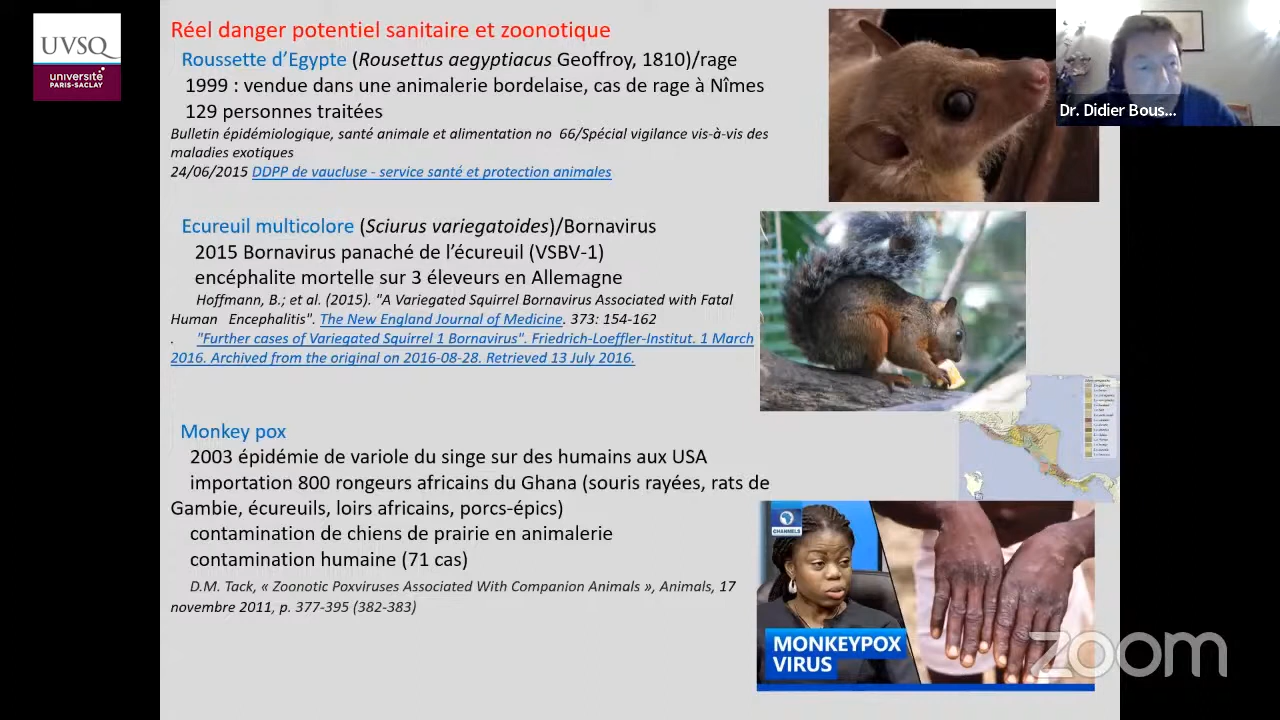 UVSQ
université
PARIS-SACLAY
Réel danger potentiel sanitaire et zoonotique
Roussette d’Egypte (Rousettus aegyptiacus Geoffroy, 1810)/rage
1999 : vendue dans une animalerie bordelaise, cas de rage à Nîmes
129 personnes traitées
Bulletin épidémiologique, santé animale et alimentation no 66/Spécial vigilance vis-à-vis des
maladies exotiques
24/06/2015 DDPP de vaucluse - service santé et protection animales
Dr. Didier Bous...
Ecureuil multicolore (Sciurus variegatoides)/Bornavirus
2015 Bornavirus panaché de l’écureuil (VSBV-1)
encéphalite mortelle sur 3 éleveurs en Allemagne
Hoffmann, B.; et al. (2015). "A Variegated Squirrel Bornavirus Associated with Fatal
Human Encephalitis". The New England Journal of Medicine. 373: 154-162
. "Further cases of Variegated Squirrel 1 Bornavirus". Friedrich-Loeffler-Institut. 1 March
2016. Archived from the original on 2016-08-28. Retrieved 13 July 2016.
Monkey pox
2003 épidémie de variole du singe sur des humains aux USA
importation 800 rongeurs africains du Ghana (souris rayées, rats de
Gambie, écureuils, loirs africains, porcs-épics)
contamination de chiens de prairie en animalerie
contamination humaine (71 cas)
D.M. Tack, « Zoonotic Poxviruses Associated With Companion Animals », Animals, 17
novembre 2011, p. 377-395 (382-383)
CHANNELS
MONKEYPOX
VIRUS
zoom